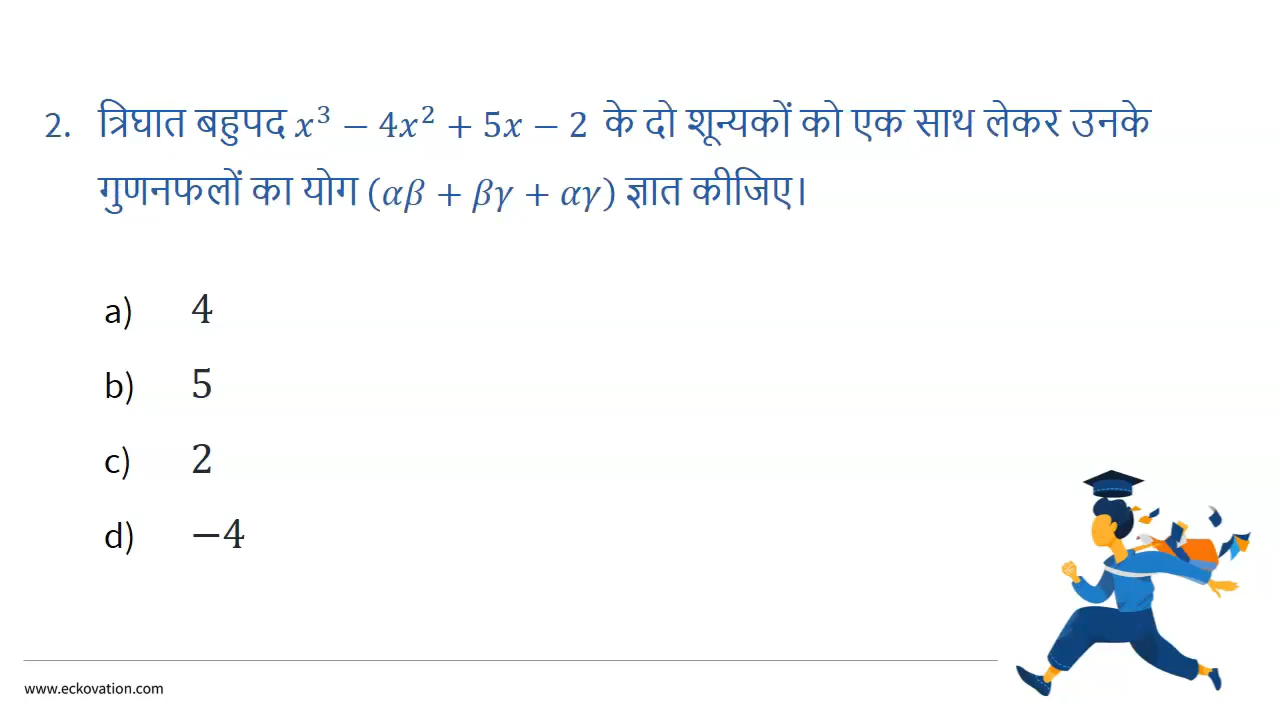 2. त्रिघात बहुपद 𝑥³ − 4𝑥² + 5𝑥 − 2 के दो शून्यकों को एक साथ लेकर उनके
गुणनफलों का योग (𝛼𝛽 + 𝛽𝛾 + 𝛼𝛾) ज्ञात कीजिए।
a) 4
b) 5
c) 2
d) −4
www.eckovation.com